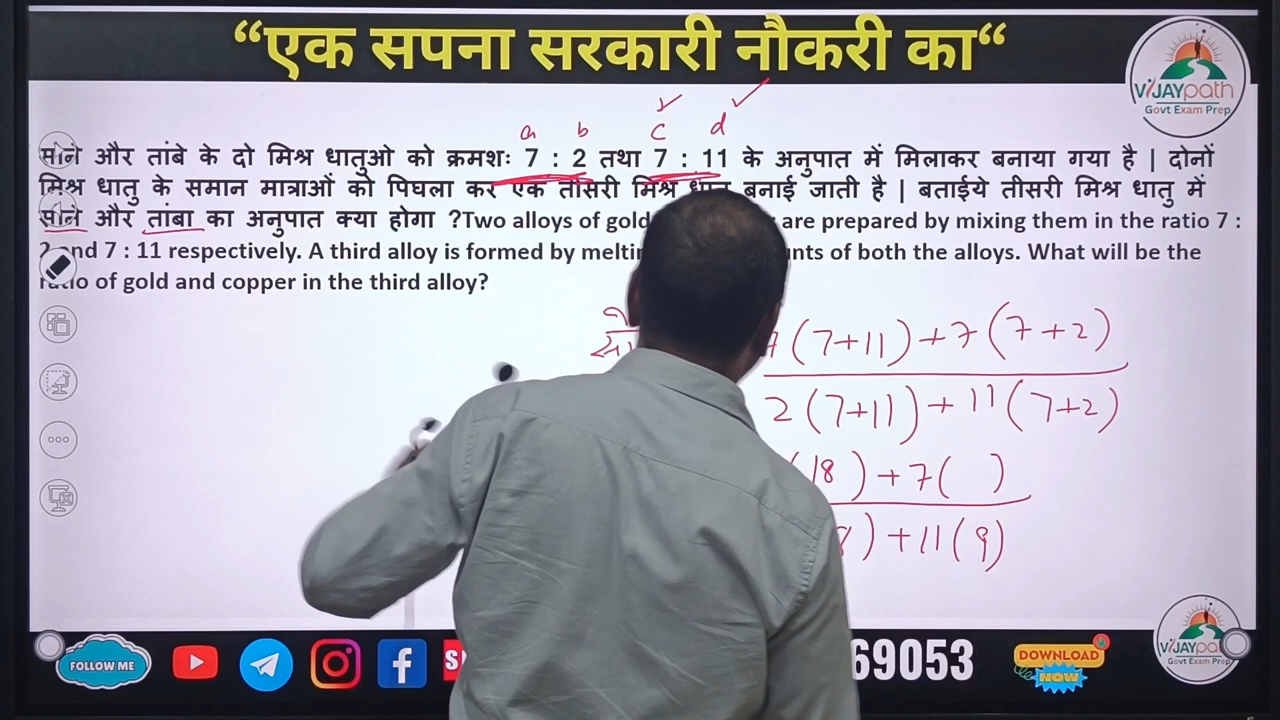 “एक सपना सरकारी नौकरी का“
VIJAYpath
Govt Exam Prep
a b c d
सोने और तांबे के दो मिश्र धातुओ को क्रमशः 7 : 2 तथा 7 : 11 के अनुपात में मिलाकर बनाया गया है | दोनों
मिश्र धातु के समान मात्राओं को पिघला कर एक तीसरी मिश्र धातु बनाई जाती है | बताईये तीसरी मिश्र धातु में
सोने और तांबा का अनुपात क्या होगा ?Two alloys of gold are prepared by mixing them in the ratio 7 :
2 and 7 : 11 respectively. A third alloy is formed by melting nts of both the alloys. What will be the
ratio of gold and copper in the third alloy?
7(7+11)+7(7+2)
2(7+11)+11(7+2)
(18)+7( )
8)+11(9)
FOLLOW ME
69053
DOWNLOAD
NOW
VIJAYpath
Govt Exam Prep